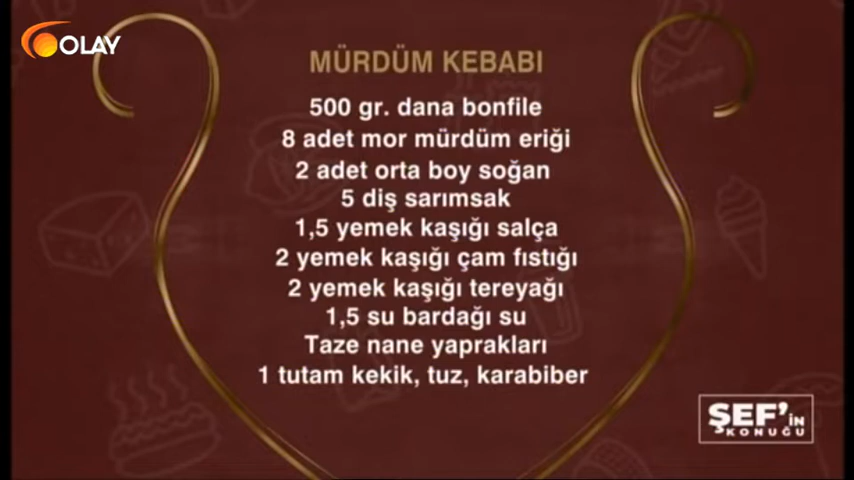 OLAY
MÜRDÜM KEBABI
500 gr. dana bonfile
8 adet mor mürdüm eriği
2 adet orta boy soğan
5 diş sarımsak
1,5 yemek kaşığı salça
2 yemek kaşığı çam fıstığı
2 yemek kaşığı tereyağı
1,5 su bardağı su
Taze nane yaprakları
1 tutam kekik, tuz, karabiber
ŞEF'in
KONUĞU